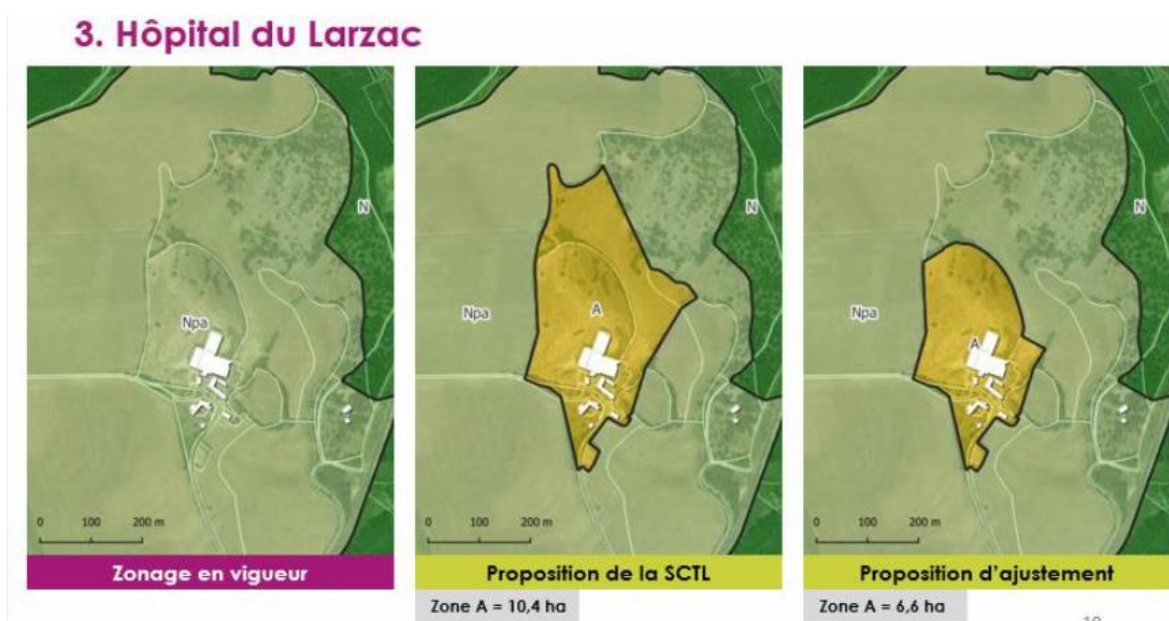 3. Hôpital du Larzac
N
Npa
0 100 200 m
Zonage en vigueur
N
Npa
A
0 100 200 m
Proposition de la SCTL
Zone A = 10,4 ha
N
Npa
A
0 100 200 m
Proposition d'ajustement
Zone A = 6,6 ha